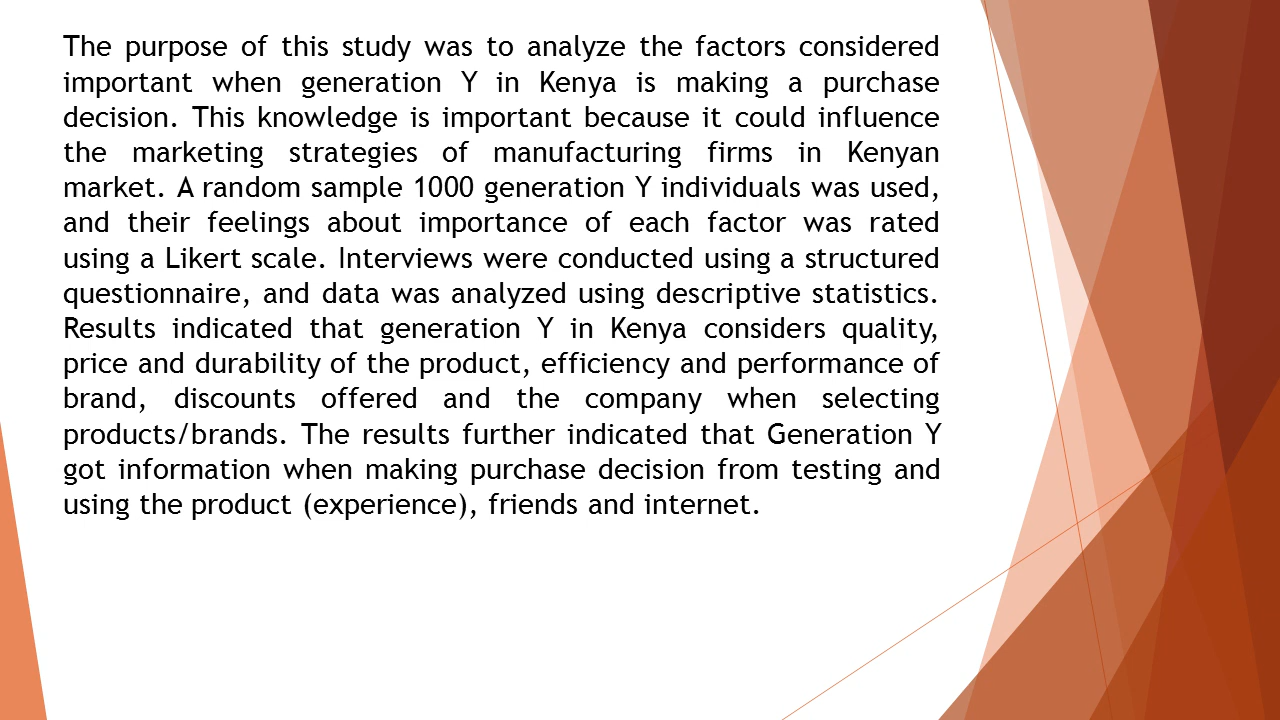 The purpose of this study was to analyze the factors considered
important when generation Y in Kenya is making a purchase
decision. This knowledge is important because it could influence
the marketing strategies of manufacturing firms in Kenyan
market. A random sample 1000 generation Y individuals was used,
and their feelings about importance of each factor was rated
using a Likert scale. Interviews were conducted using a structured
questionnaire, and data was analyzed using descriptive statistics.
Results indicated that generation Y in Kenya considers quality,
price and durability of the product, efficiency and performance of
brand, discounts offered and the company when selecting
products/brands. The results further indicated that Generation Y
got information when making purchase decision from testing and
using the product (experience), friends and internet.